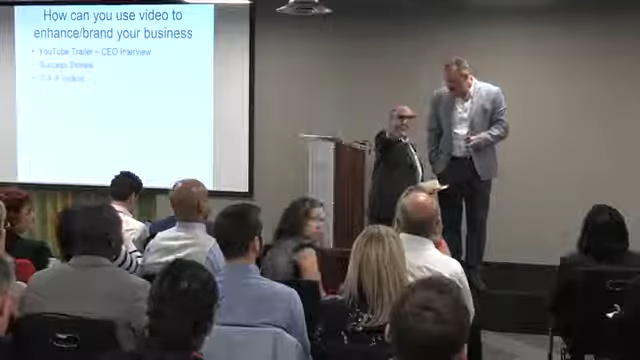 How can you use video to
enhance/brand your business
• YouTube Trailer – CEO Interview
• Success Stories